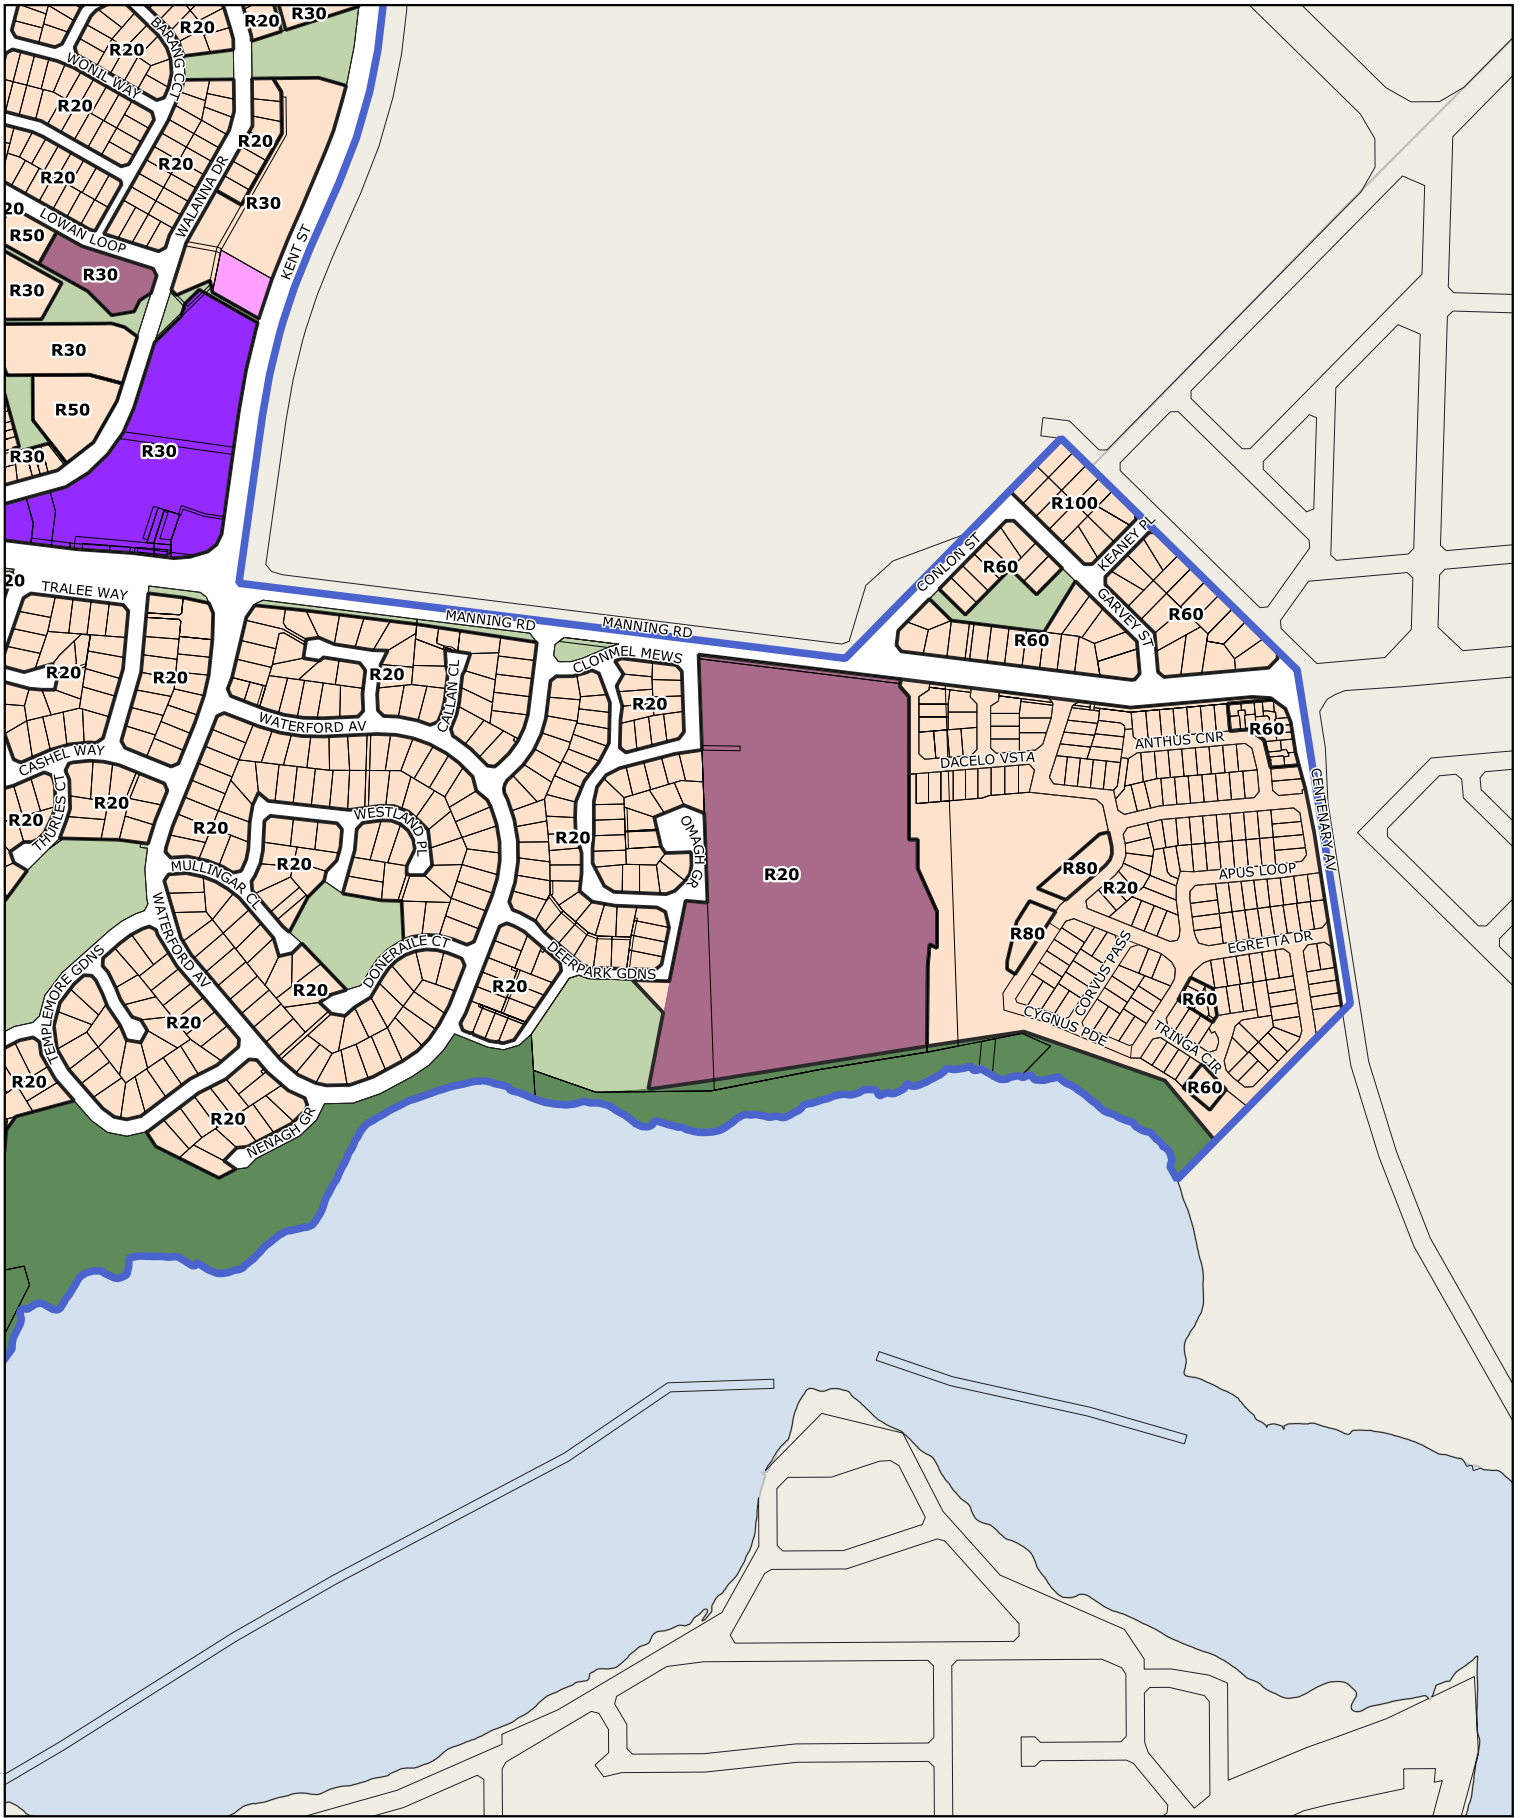 R20
R20
R30
BARANG CCT
R20
WONIL WAY
R20
R20
R20
R20
WALANNA DR
20
R30
LOWAN LOOP
R50
KENT ST
R30
R30
R30
R50
R30
R30
R100
KEANEY PL
CONLON ST
R60
20
TRALEE WAY
GARVEY ST
R60
MANNING RD
MANNING RD
R60
CLONMEL MEWS
R20
R20
R20
CALLAN CL
R20
WATERFORD AV
R60
ANTHUS CNR
CASHEL WAY
DACELO VSTA
CENTENARY AV
THURLES CT
R20
R20
R20
WESTLAND PL
R20
OMAGH GR
R20
MULLINGAR CL
R20
R80
R20
APUS LOOP
WATERFORD AV
R80
DONERAILE CT
EGRETTA DR
TEMPLEMORE GDNS
DEERPARK GDNS
CORVUS PASS
R20
R20
R60
R20
CYGNUS PDE
TRINGA CIR
R20
R60
R20
NENAGH GR